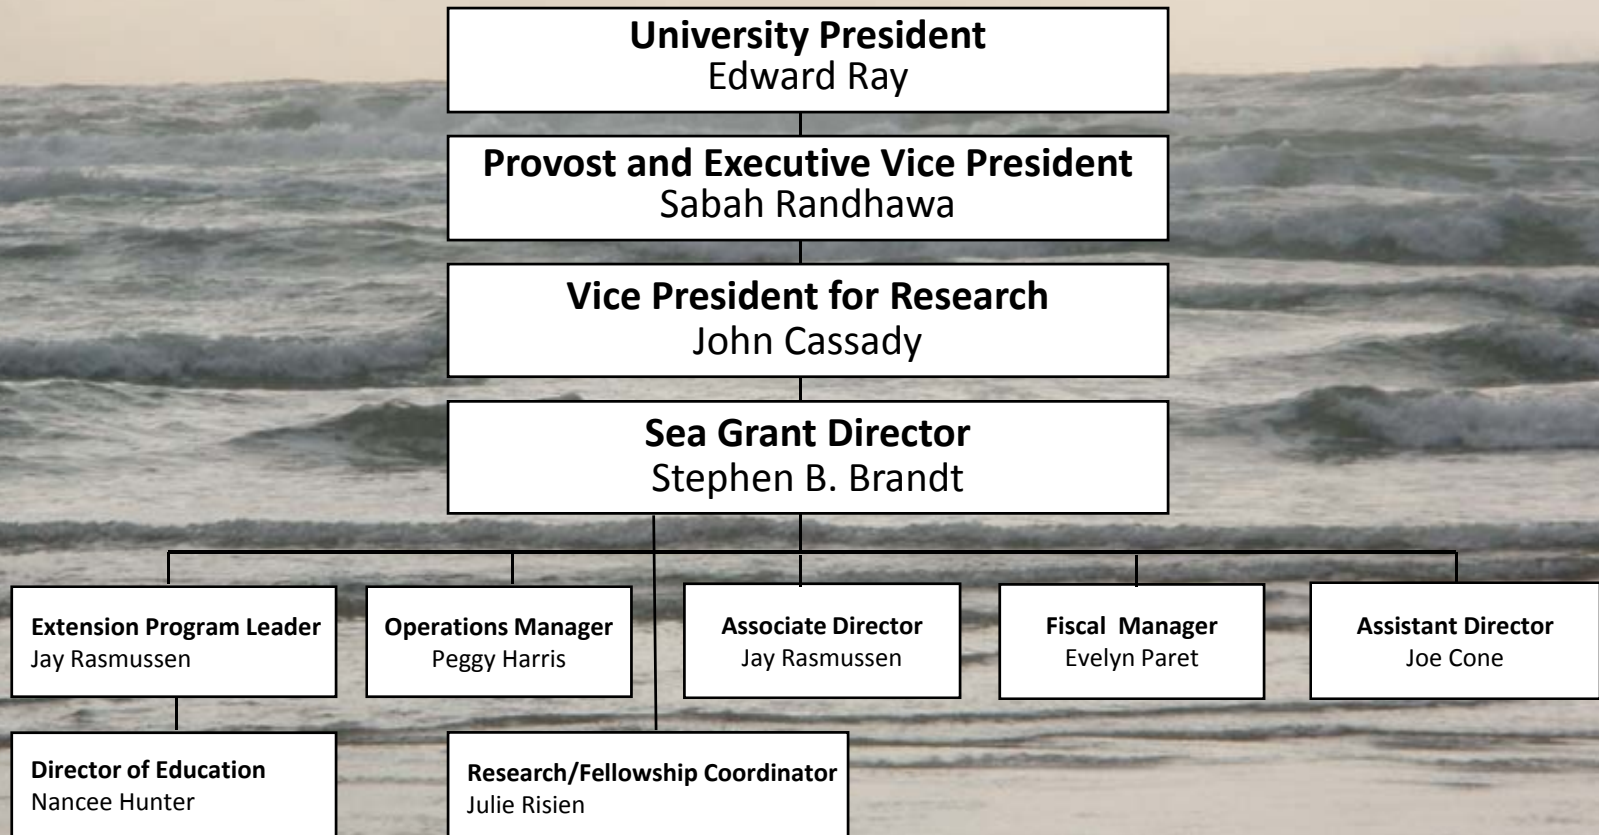 University President
Edward Ray
Provost and Executive Vice President
Sabah Randhawa
Vice President for Research
John Cassady
Sea Grant Director
Stephen B. Brandt
Extension Program Leader
Jay Rasmussen
Operations Manager
Peggy Harris
Associate Director
Jay Rasmussen
Fiscal Manager
Evelyn Paret
Assistant Director
Joe Cone
Director of Education
Nancee Hunter
Research/Fellowship Coordinator
Julie Risien